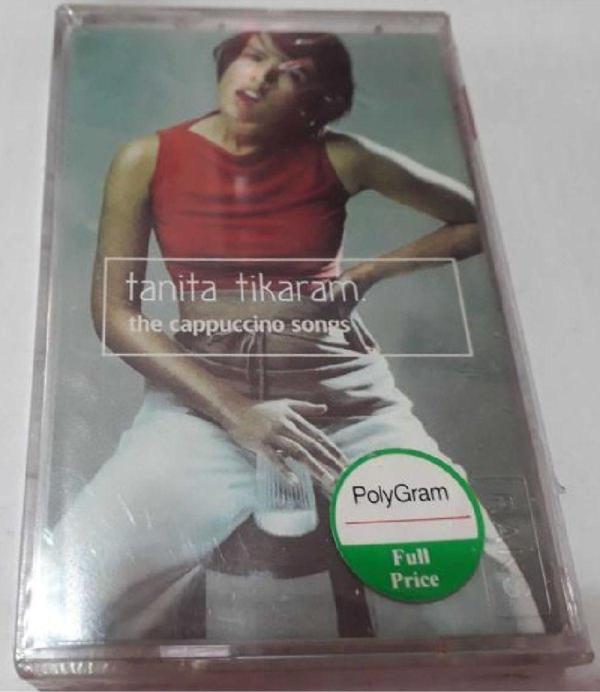 tanita tikaram.
the cappuccino songs
PolyGram
Full
Price